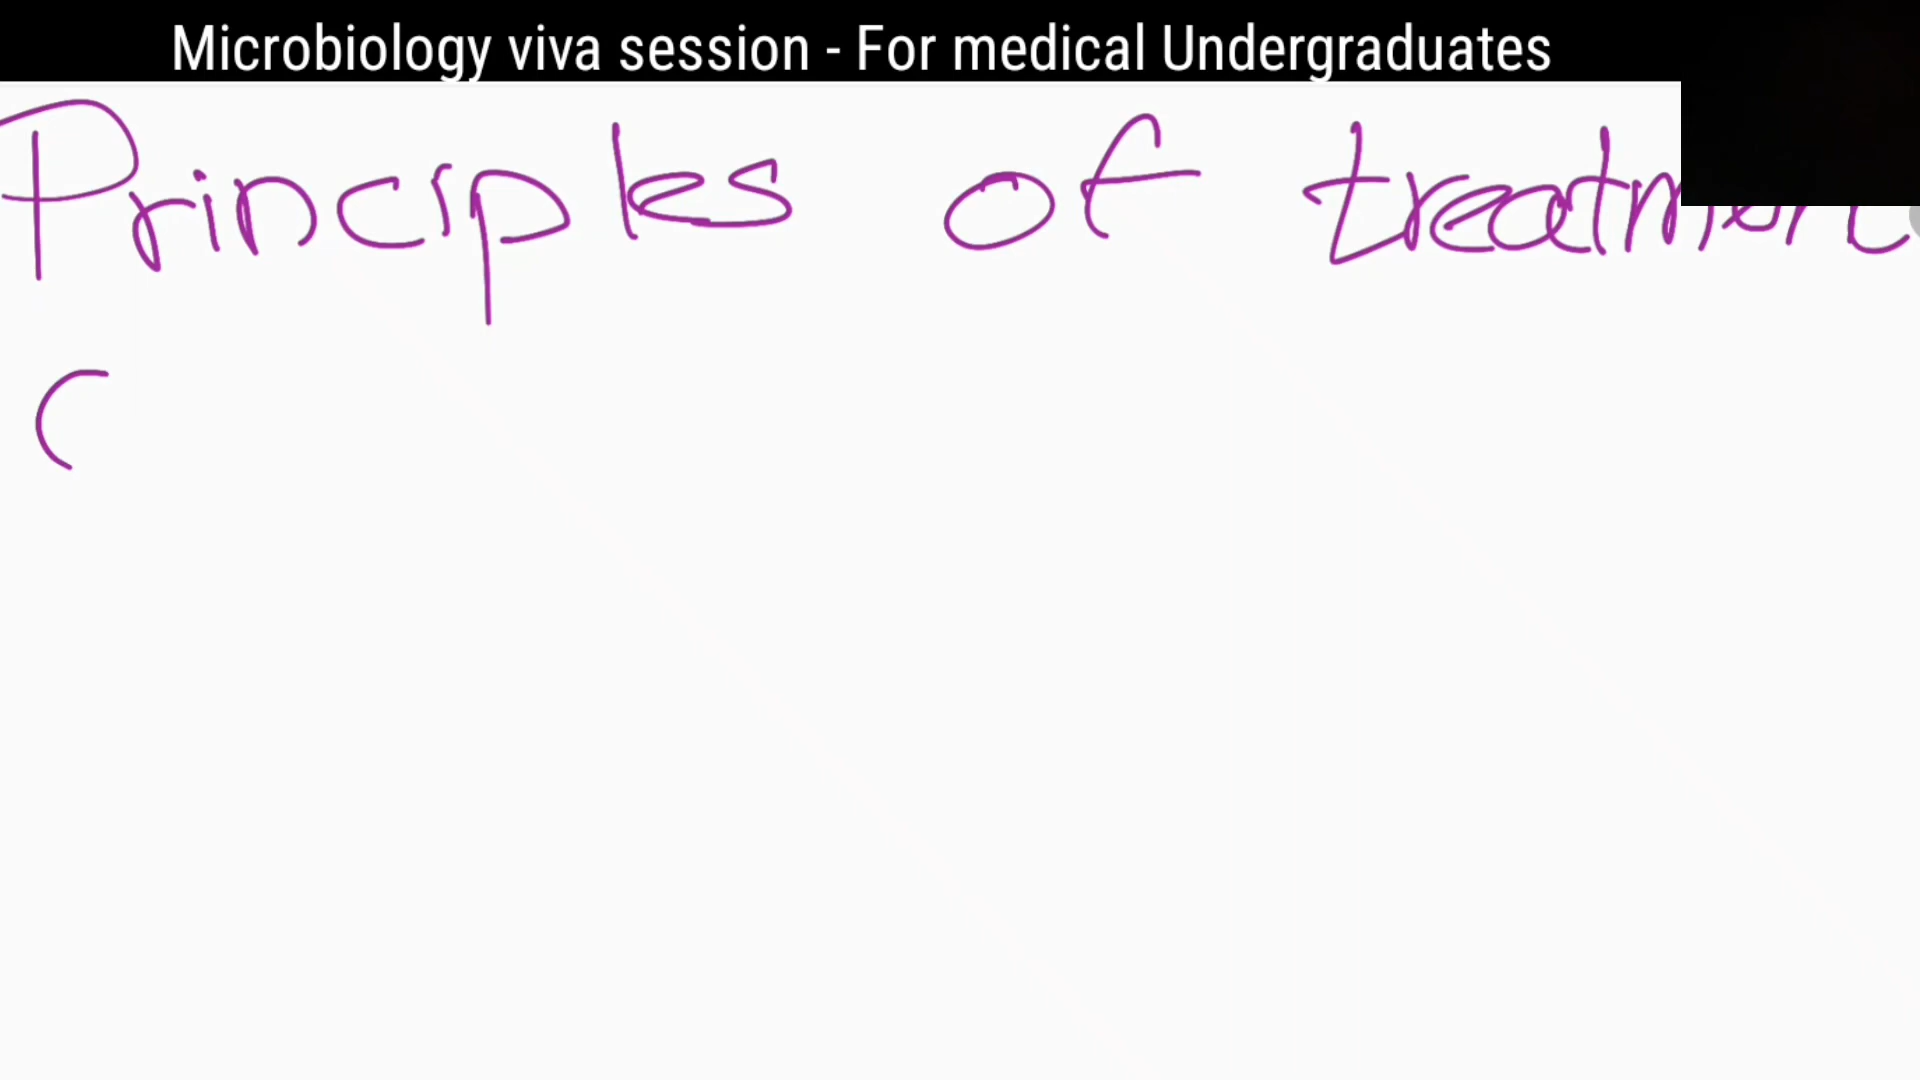 Microbiology viva session - For medical Undergraduates
Principles of treatment
(